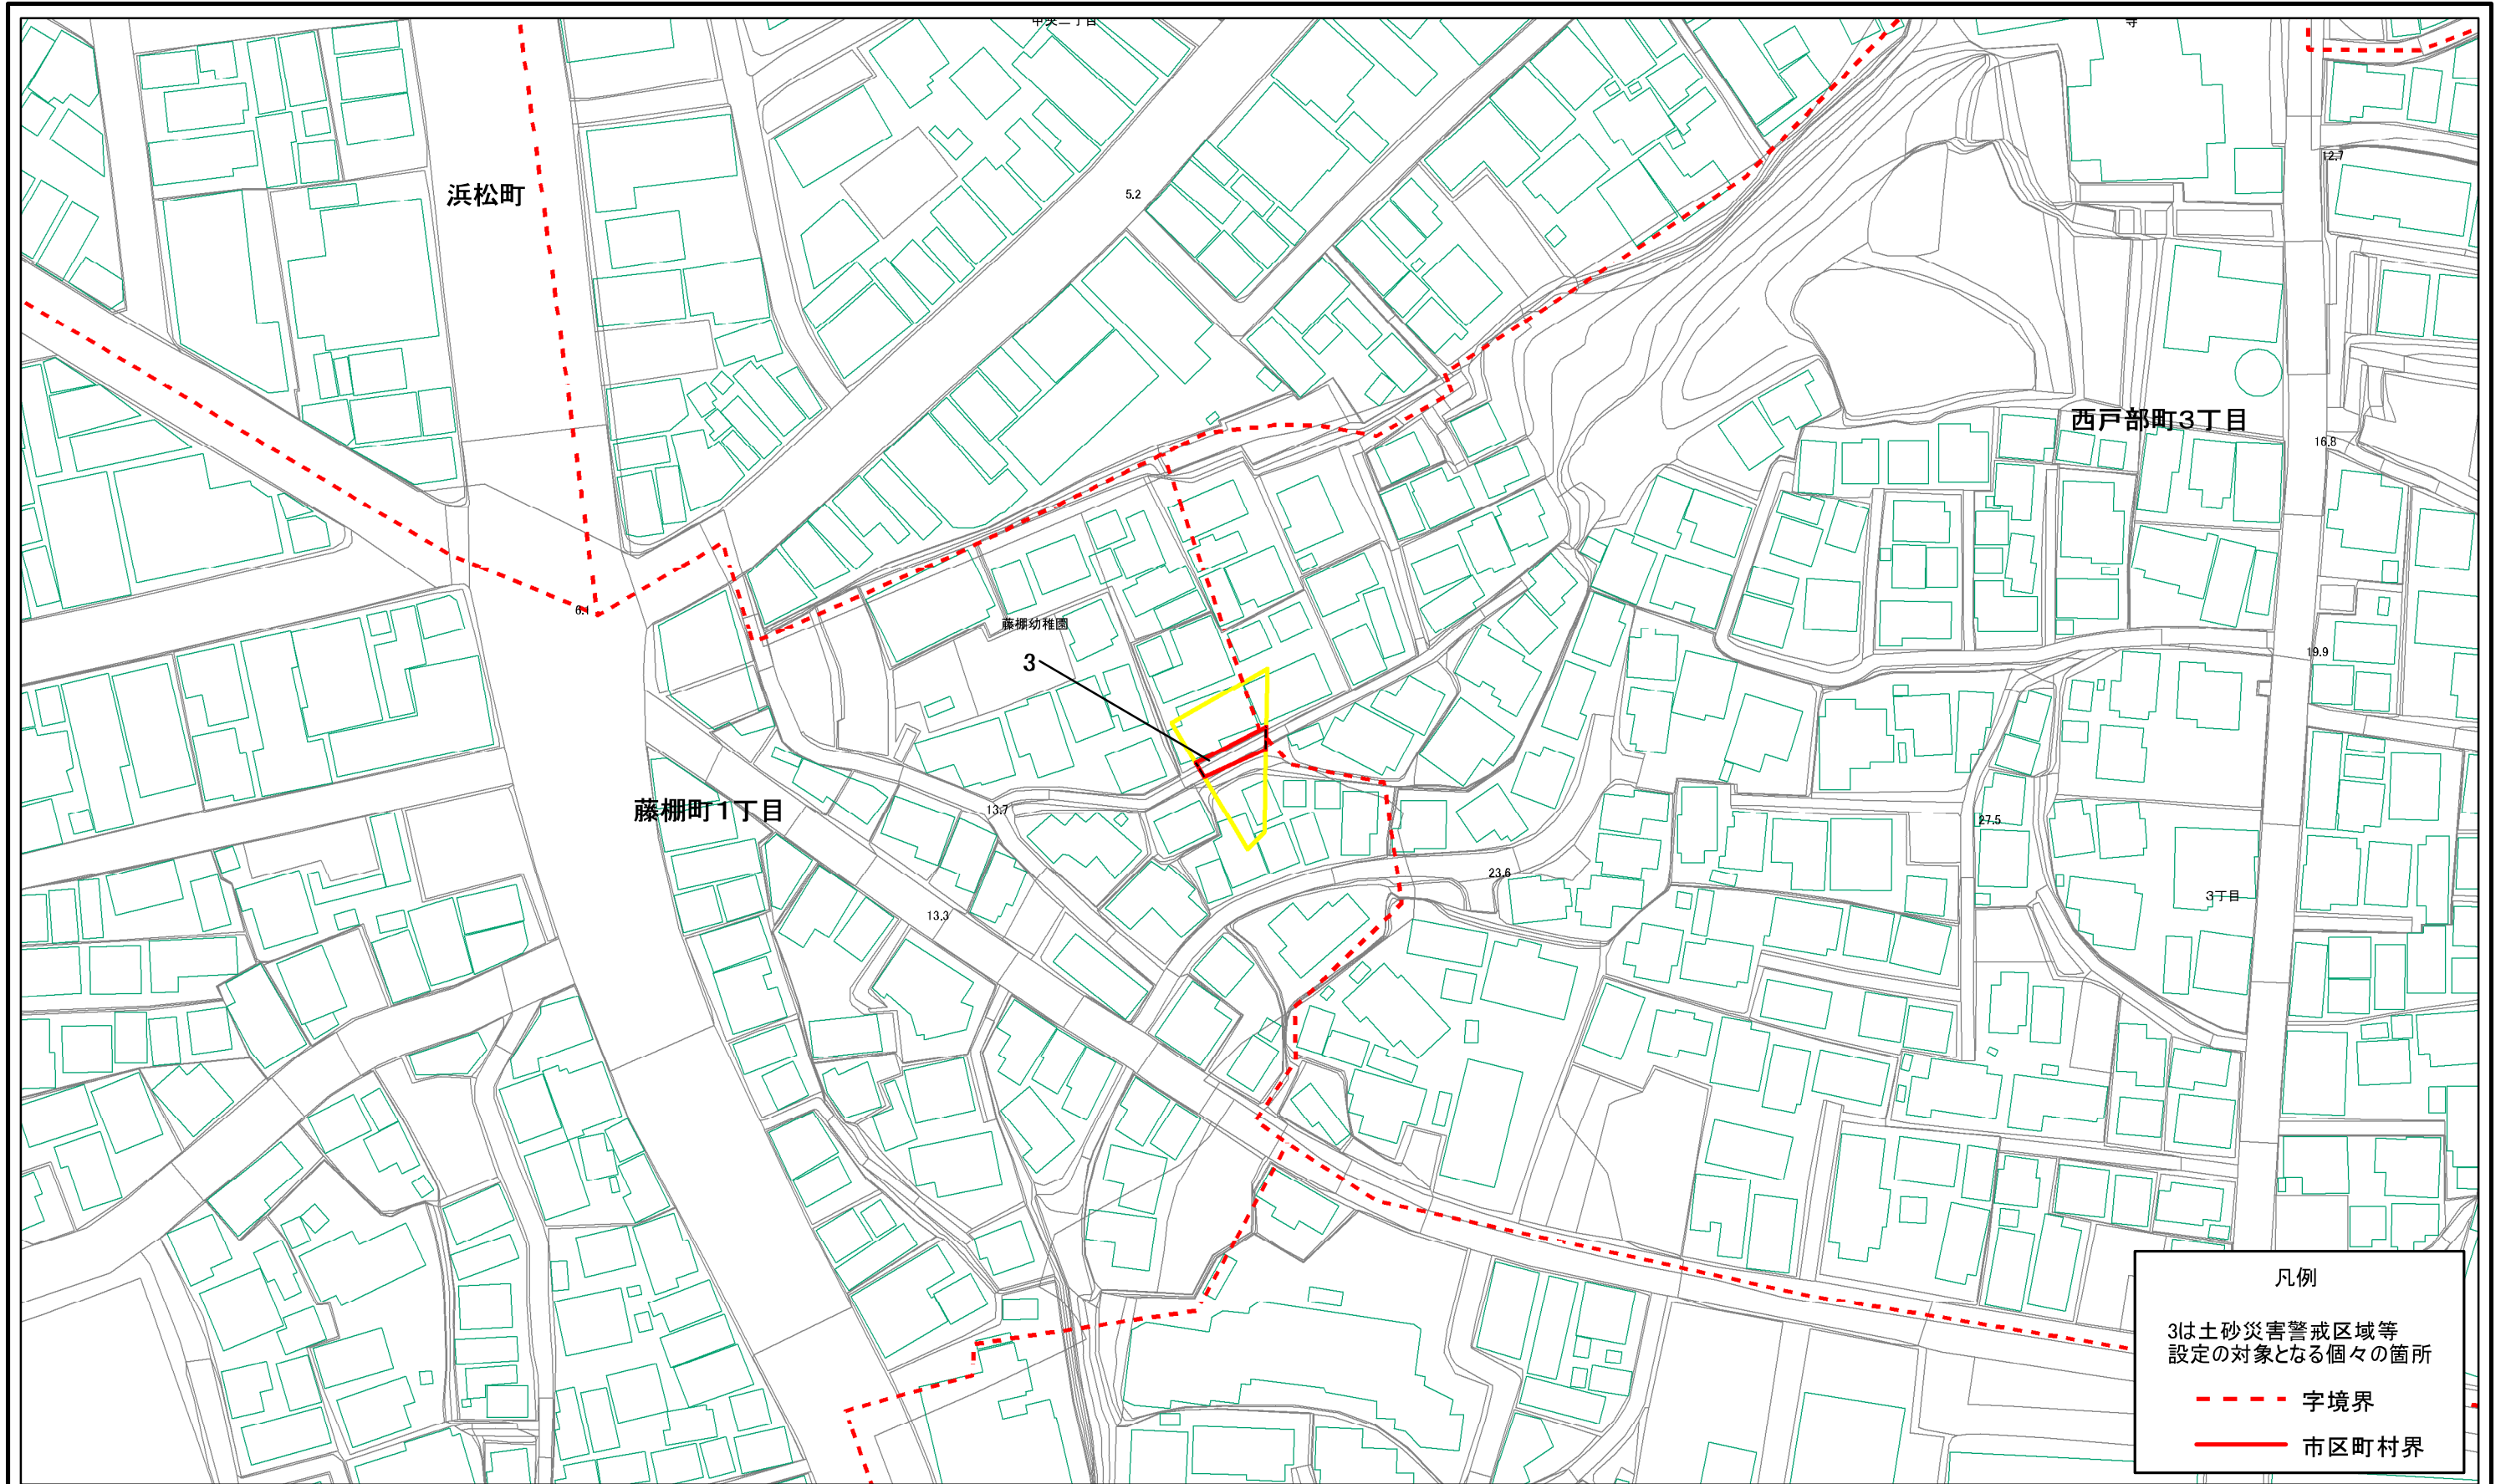 浜松町
5.2
12.7
西戸部町3丁目
16.8
6.1
藤棚幼稚園
3
19.9
藤棚町1丁目
13.7
27.5
23.6
3丁目
13.3
凡例
3は土砂災害警戒区域等
設定の対象となる個々の箇所
字境界
市区町村界